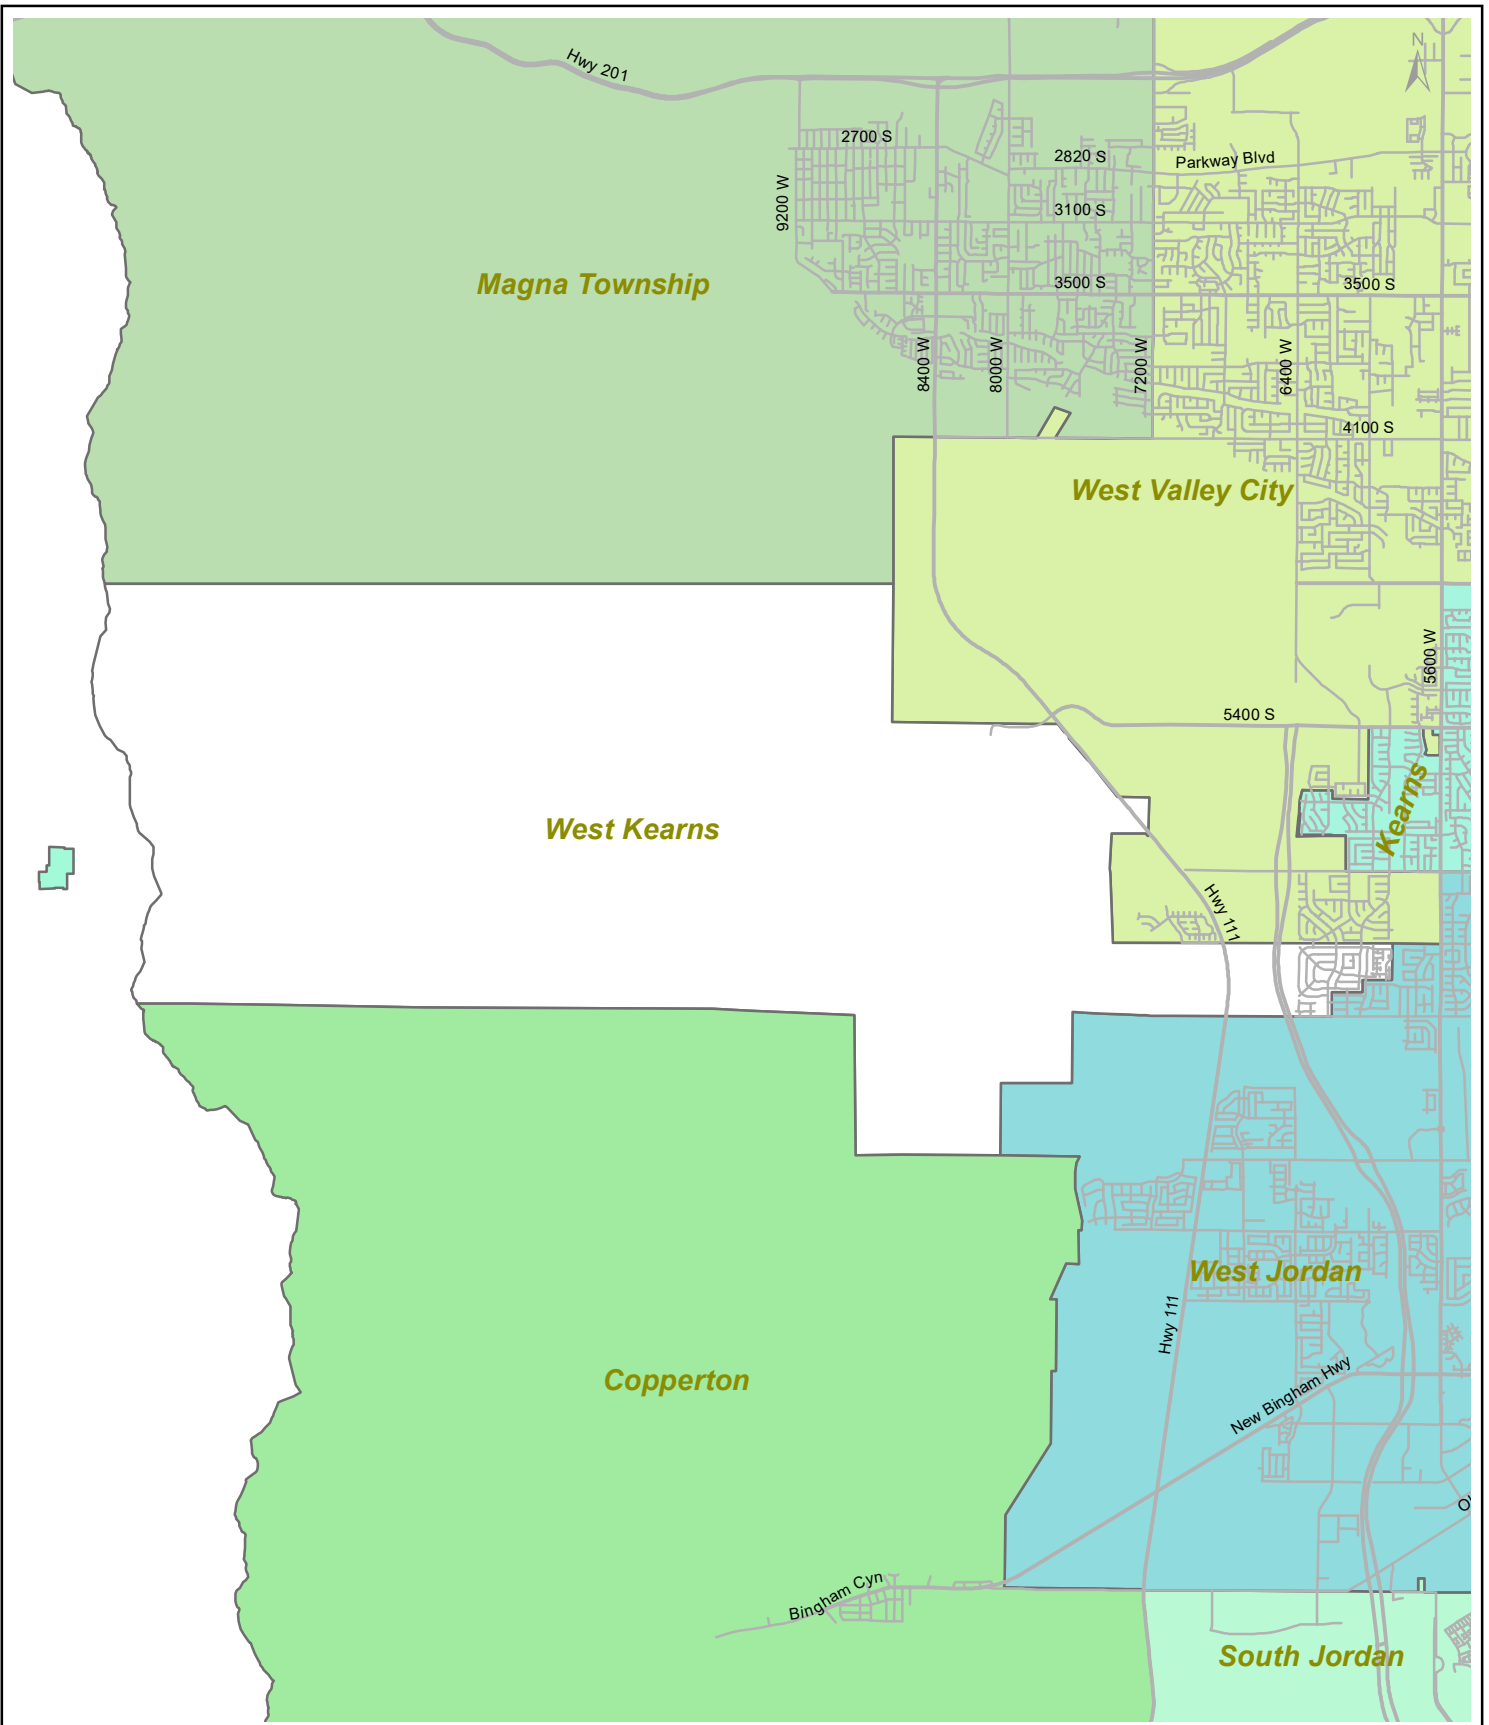 N
Hwy 201
2700 S
2820 S
Parkway Blvd
9200 W
3100 S
Magna Township
3500 S
3500 S
8400 W
8000 W
7200 W
6400 W
4100 S
West Valley City
5600 W
5400 S
West Kearns
Kearns
Hwy 111
West Jordan
Hwy 111
Copperton
New Bingham Hwy
Bingham Cyn
South Jordan